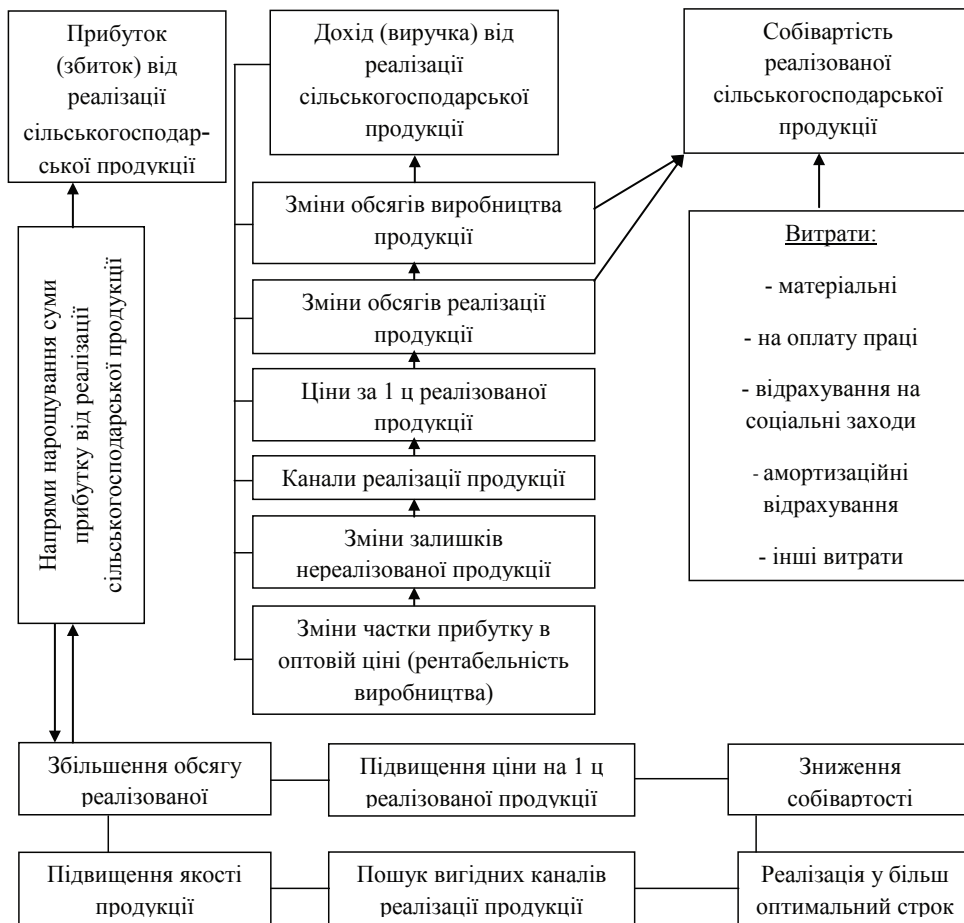 Прибуток
(збиток) від
реалізації
сільськогосподар-
ської продукції
Дохід (виручка) від
реалізації
сільськогосподарської
продукції
Собівартість
реалізованої
сільськогосподарської
продукції
Зміни обсягів виробництва
продукції
Зміни обсягів реалізації
продукції
Ціни за 1 ц реалізованої
продукції
Канали реалізації продукції
Зміни залишків
нереалізованої продукції
Зміни частки прибутку в
оптовій ціні (рентабельність
виробництва)
Витрати:
- матеріальні
- на оплату праці
- відрахування на
соціальні заходи
- амортизаційні
відрахування
- інші витрати
Напрями нарощування суми
прибутку від реалізації
сільськогосподарської продукції
Збільшення обсягу
реалізованої
Підвищення ціни на 1 ц
реалізованої продукції
Зниження
собівартості
Підвищення якості
продукції
Пошук вигідних каналів
реалізації продукції
Реалізація у більш
оптимальний строк